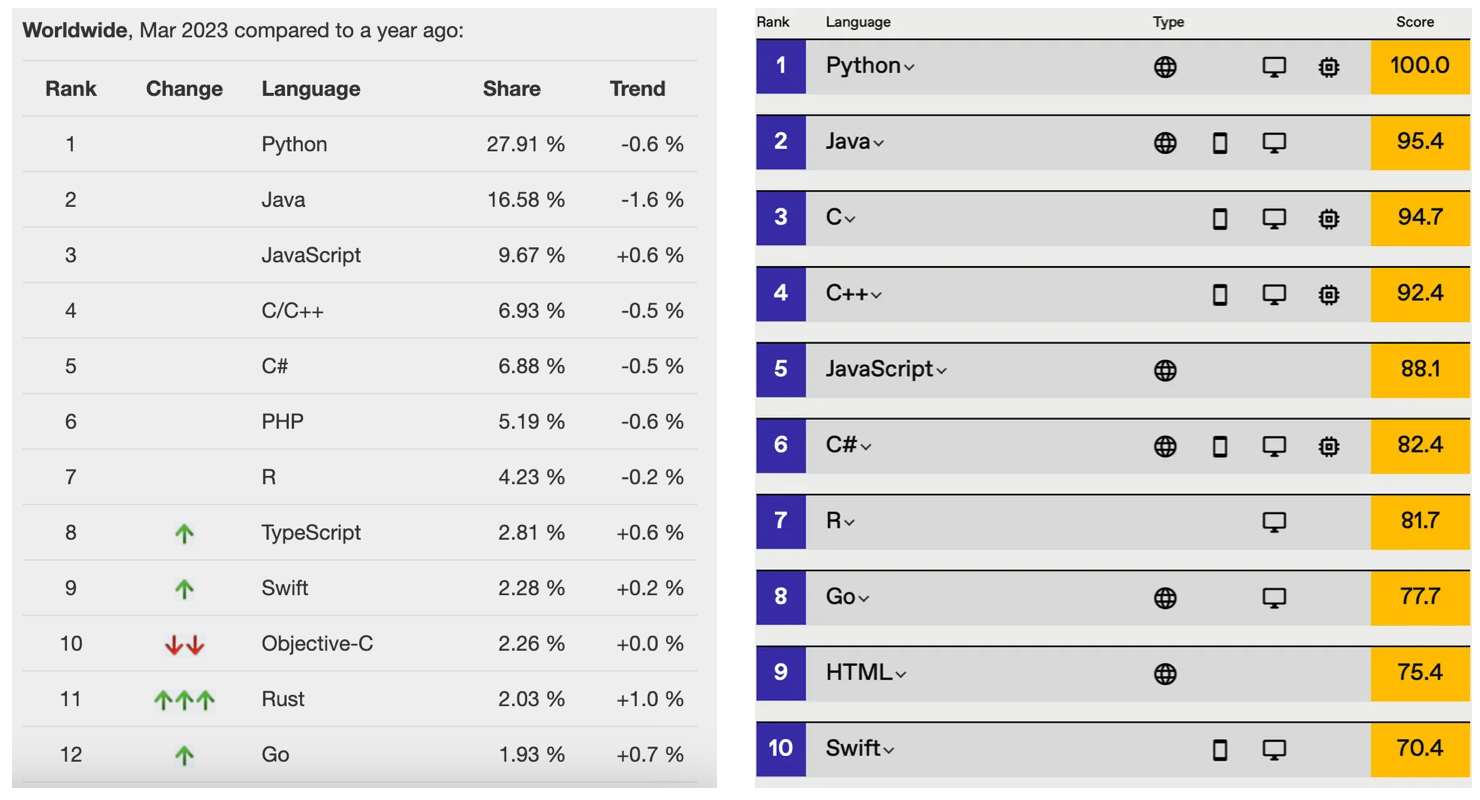 Worldwide, Mar 2023 compared to a year ago:
Rank Change Language Share Trend
1 Python 27.91 % -0.6 %
2 Java 16.58 % -1.6 %
3 JavaScript 9.67 % +0.6 %
4 C/C++ 6.93 % -0.5 %
5 C# 6.88 % -0.5 %
6 PHP 5.19 % -0.6 %
7 R 4.23 % -0.2 %
8 TypeScript 2.81 % +0.6 %
9 Swift 2.28 % +0.2 %
10 Objective-C 2.26 % +0.0 %
11 Rust 2.03 % +1.0 %
12 Go 1.93 % +0.7 %
Rank Language Type Score
1 Python 100.0
2 Java 95.4
3 C 94.7
4 C++ 92.4
5 JavaScript 88.1
6 C# 82.4
7 R 81.7
8 Go 77.7
9 HTML 75.4
10 Swift 70.4